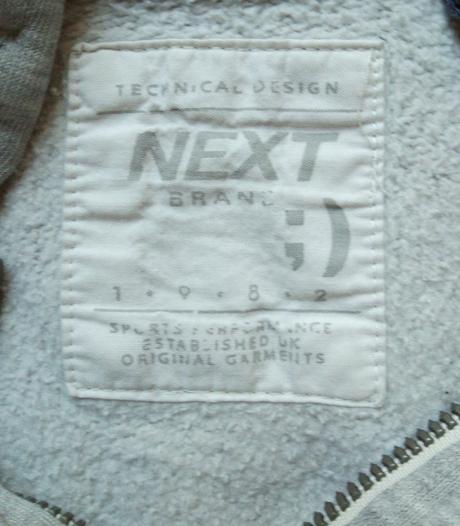 TECHNICAL DESIGN
NEXT
BRAND
;)
1 • 9 • 8 • 2
SPORTS PERFORMANCE
ESTABLISHED UK
ORIGINAL GARMENTS